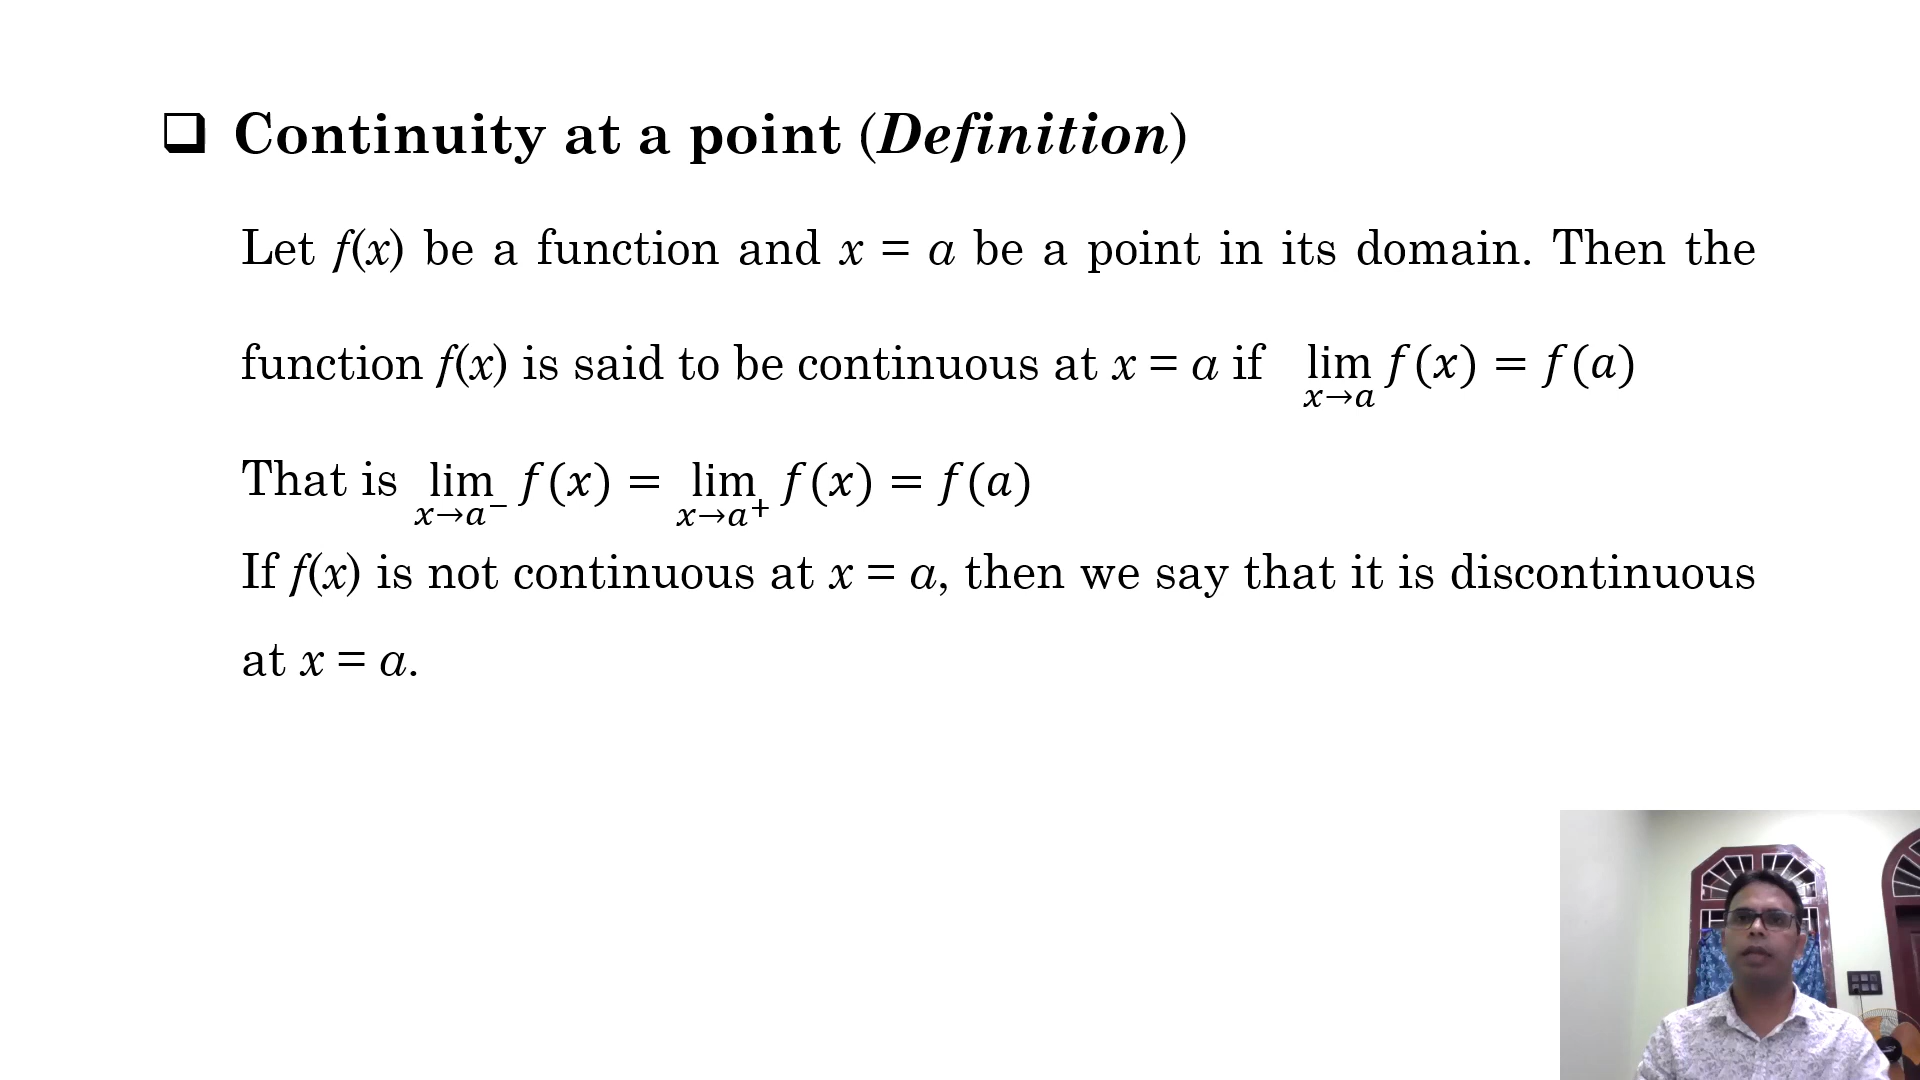 ❑ Continuity at a point (Definition)
Let f(x) be a function and x = a be a point in its domain. Then the
function f(x) is said to be continuous at x = a if lim x→a f(x) = f(a)
That is lim x→a⁻ f(x) = lim x→a⁺ f(x) = f(a)
If f(x) is not continuous at x = a, then we say that it is discontinuous
at x = a.